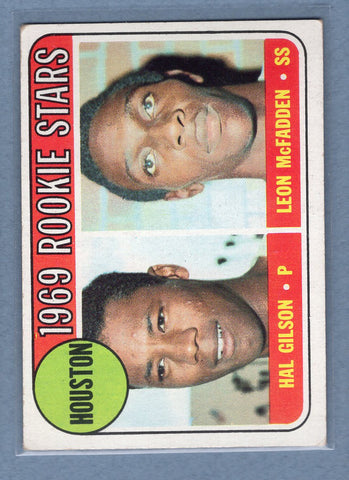 1969 ROOKIE STARS
HOUSTON
HAL GILSON • P
LEON McFADDEN • SS